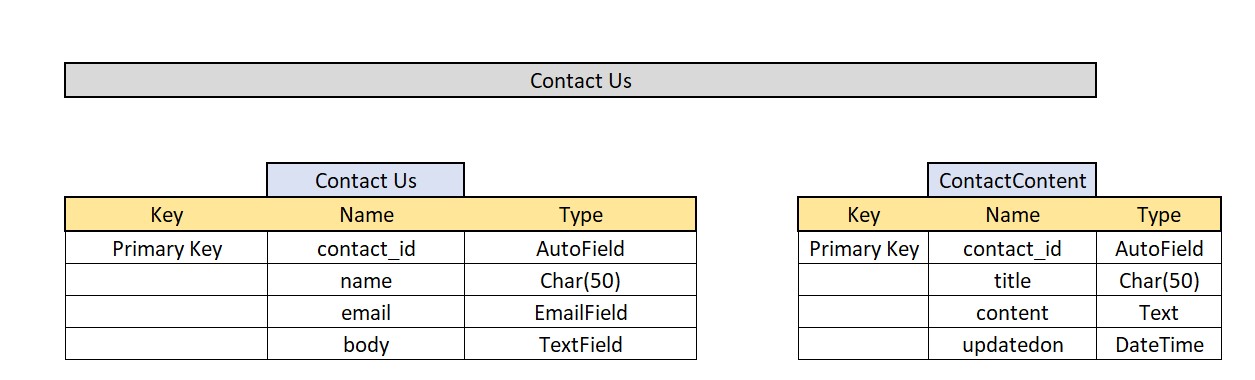 Contact Us
Contact Us
Key Name Type
Primary Key contact_id AutoField
name Char(50)
email EmailField
body TextField
ContactContent
Key Name Type
Primary Key contact_id AutoField
title Char(50)
content Text
updatedon DateTime